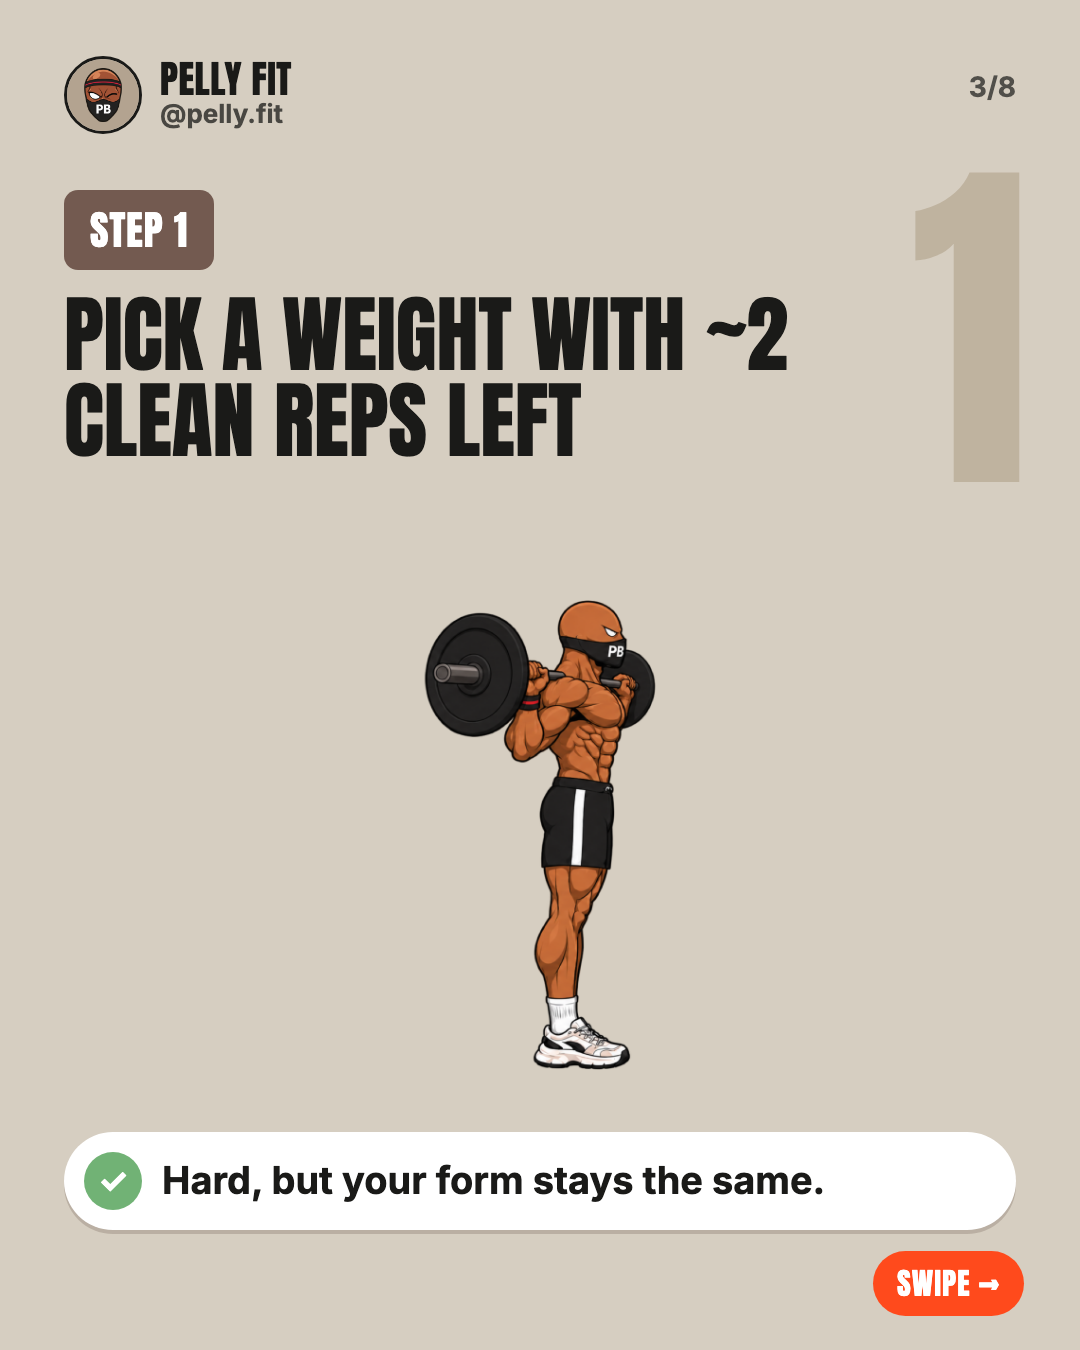 PB
PELLY FIT
@pelly.fit
3/8
STEP 1
1
PICK A WEIGHT WITH ~2
CLEAN REPS LEFT
PB
Hard, but your form stays the same.
SWIPE →